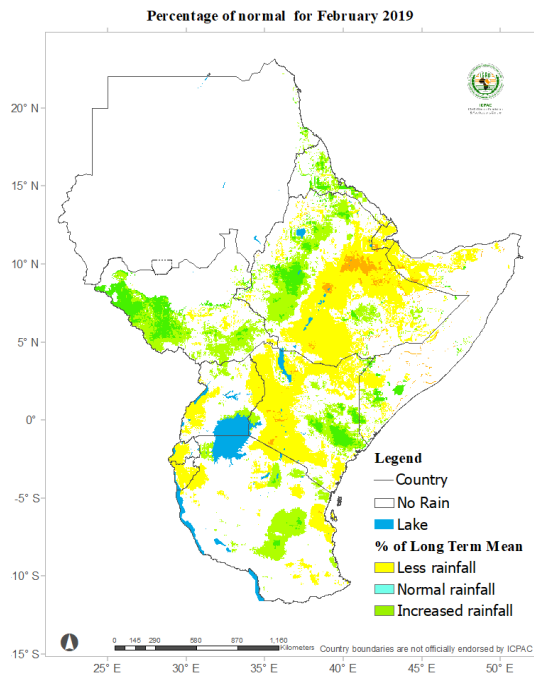 Percentage of normal for February 2019
20° N
15° N
10° N
5° N
0°
-5° S
10° S
15° S
ICPAC
Legend
Country
No Rain
Lake
% of Long Term Mean
Less rainfall
Normal rainfall
Increased rainfall
0 145 290 580 870 1,160
Kilometers
Country boundaries are not officially endorsed by ICPAC
25° E 30° E 35° E 40° E 45° E 50° E